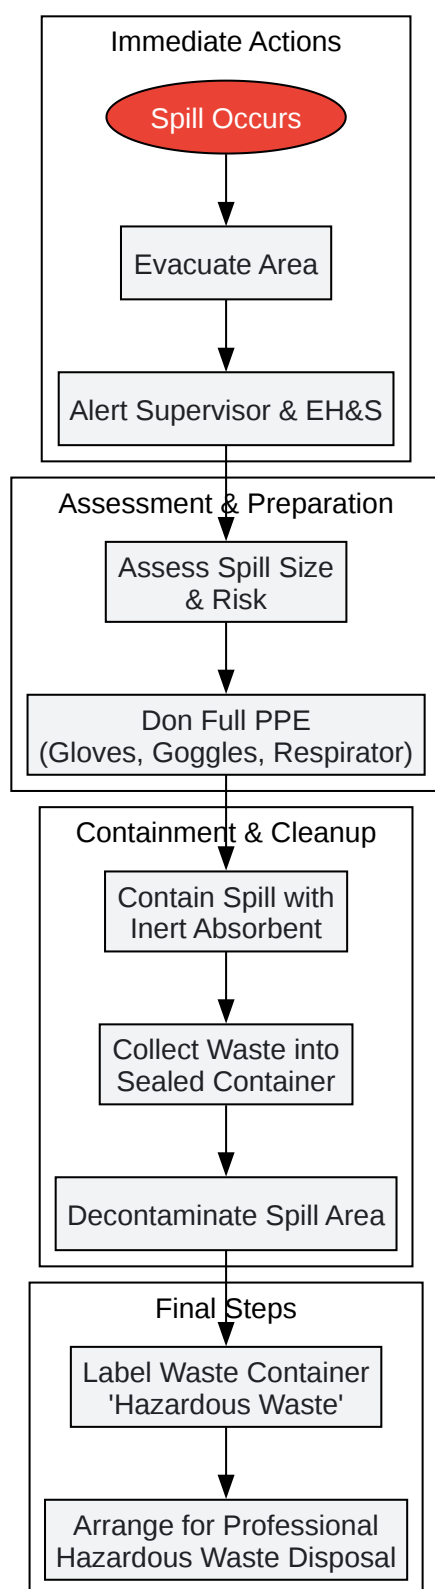 Immediate Actions
Spill Occurs
Evacuate Area
Alert Supervisor & EH&S
Assessment & Preparation
Assess Spill Size
& Risk
Don Full PPE
(Gloves, Goggles, Respirator)
Containment & Cleanup
Contain Spill with
Inert Absorbent
Collect Waste into
Sealed Container
Decontaminate Spill Area
Final Steps
Label Waste Container
'Hazardous Waste'
Arrange for Professional
Hazardous Waste Disposal